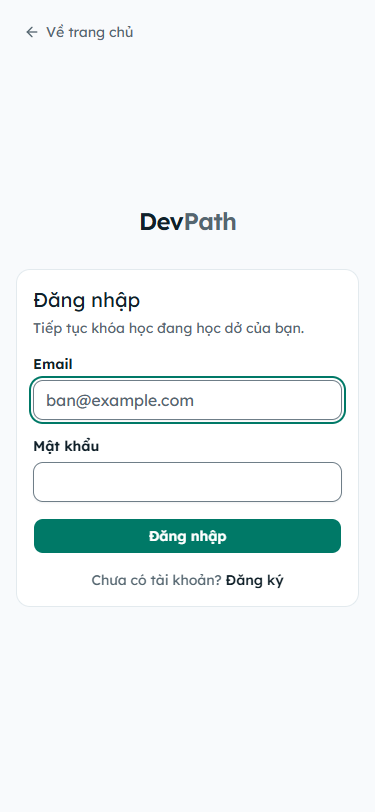 Về trang chủ
DevPath
Đăng nhập
Tiếp tục khóa học đang học dở của bạn.
Email
ban@example.com
Mật khẩu
Đăng nhập
Chưa có tài khoản? Đăng ký